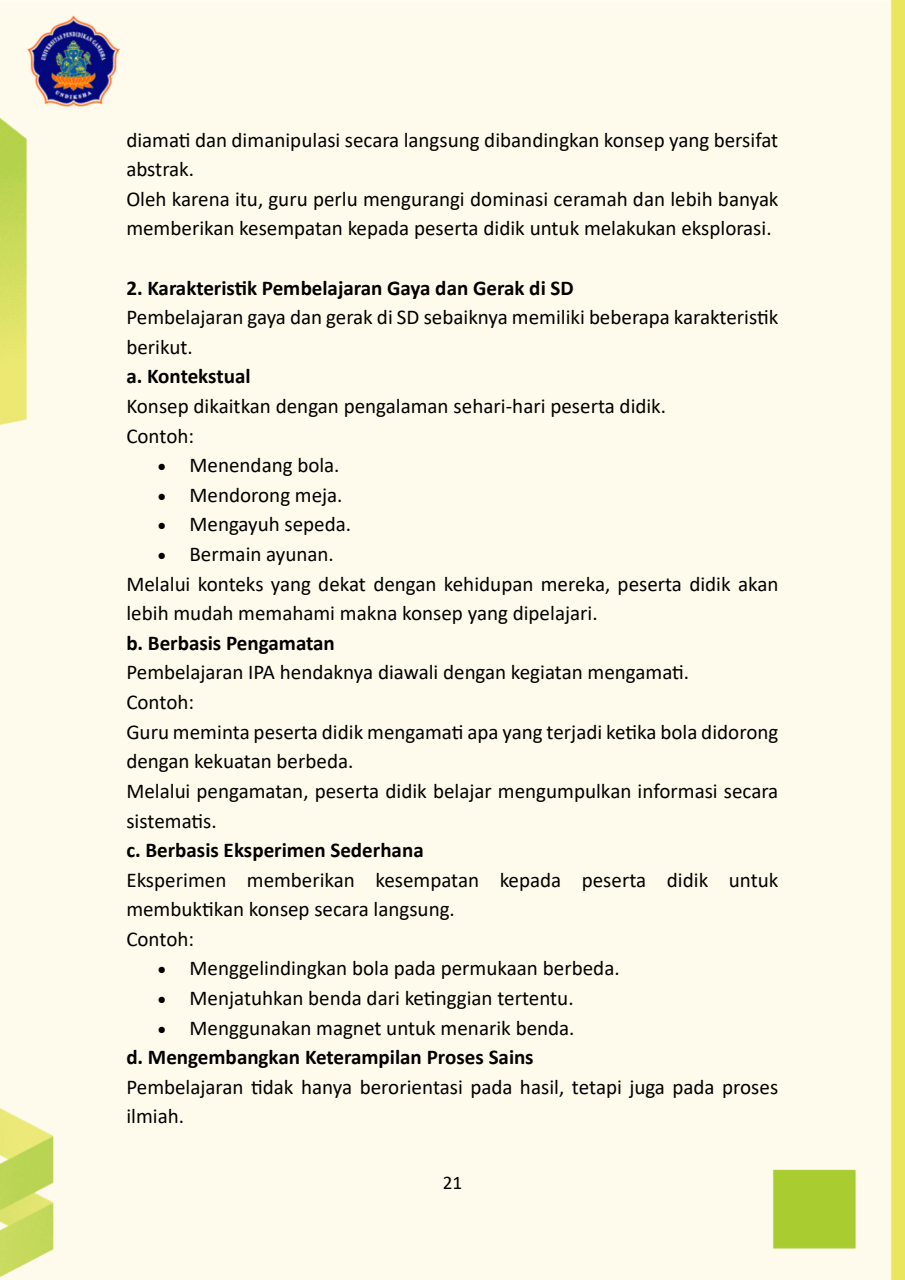 UNIVERSITAS PENDIDIKAN GANESHA
UNDIKSHA
diamati dan dimanipulasi secara langsung dibandingkan konsep yang bersifat
abstrak.
Oleh karena itu, guru perlu mengurangi dominasi ceramah dan lebih banyak
memberikan kesempatan kepada peserta didik untuk melakukan eksplorasi.
2. Karakteristik Pembelajaran Gaya dan Gerak di SD
Pembelajaran gaya dan gerak di SD sebaiknya memiliki beberapa karakteristik
berikut.
a. Kontekstual
Konsep dikaitkan dengan pengalaman sehari-hari peserta didik.
Contoh:
• Menendang bola.
• Mendorong meja.
• Mengayuh sepeda.
• Bermain ayunan.
Melalui konteks yang dekat dengan kehidupan mereka, peserta didik akan
lebih mudah memahami makna konsep yang dipelajari.
b. Berbasis Pengamatan
Pembelajaran IPA hendaknya diawali dengan kegiatan mengamati.
Contoh:
Guru meminta peserta didik mengamati apa yang terjadi ketika bola didorong
dengan kekuatan berbeda.
Melalui pengamatan, peserta didik belajar mengumpulkan informasi secara
sistematis.
c. Berbasis Eksperimen Sederhana
Eksperimen memberikan kesempatan kepada peserta didik untuk
membuktikan konsep secara langsung.
Contoh:
• Menggelindingkan bola pada permukaan berbeda.
• Menjatuhkan benda dari ketinggian tertentu.
• Menggunakan magnet untuk menarik benda.
d. Mengembangkan Keterampilan Proses Sains
Pembelajaran tidak hanya berorientasi pada hasil, tetapi juga pada proses
ilmiah.
21